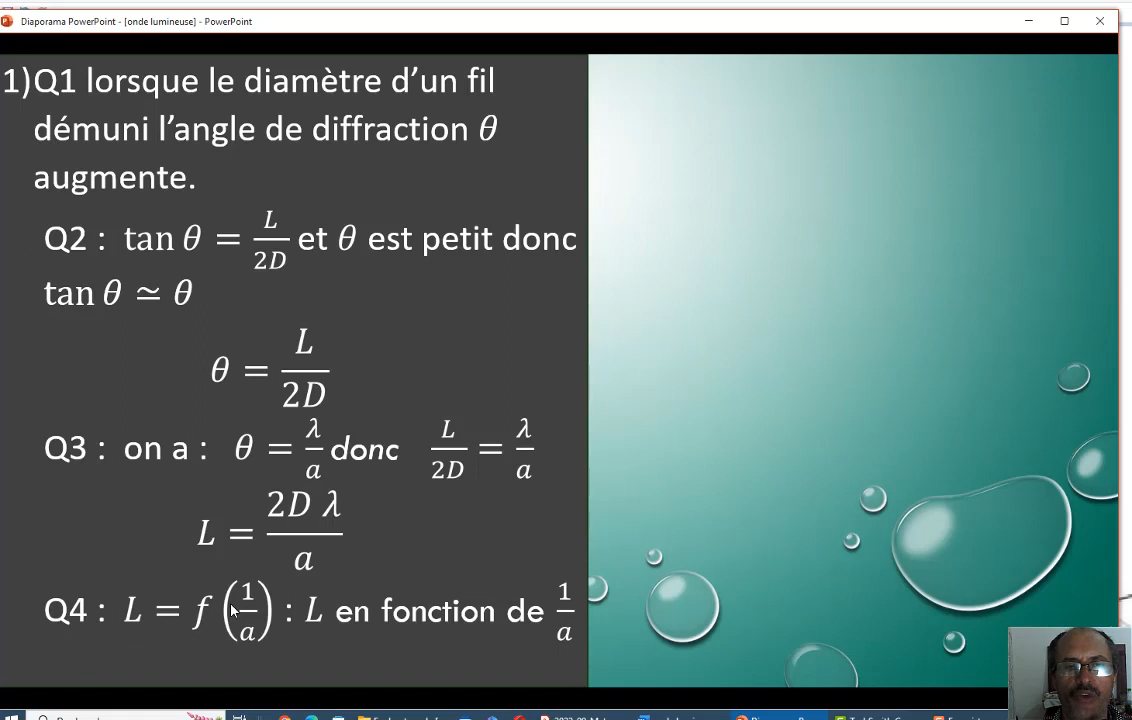 Diaporama PowerPoint - [onde lumineuse] - PowerPoint
1)Q1 lorsque le diamètre d’un fil
démuni l’angle de diffraction θ
augmente.
Q2 : tan θ = L/2D et θ est petit donc
tan θ ≃ θ
θ = L/2D
Q3 : on a : θ = λ/a donc L/2D = λ/a
L = 2D λ/a
Q4 : L = f (1/a) : L en fonction de 1/a